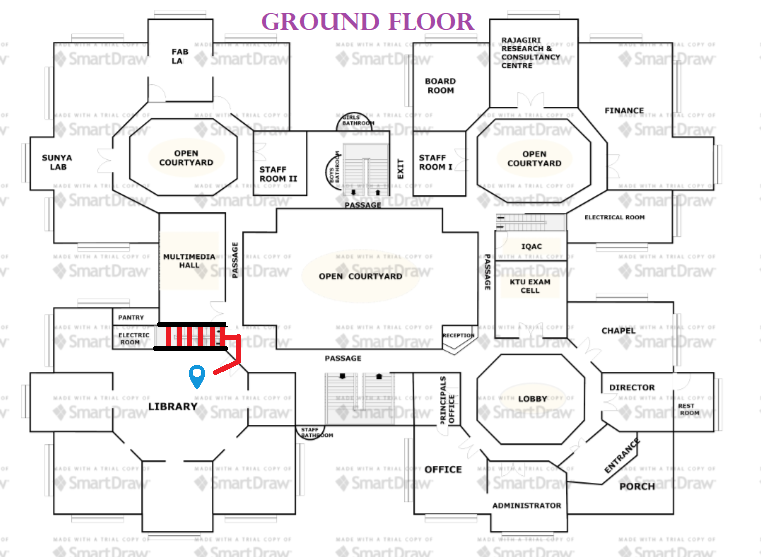 GROUND FLOOR
FAB
LA
RAJAGIRI
RESEARCH &
CONSULTANCY
CENTRE
BOARD
ROOM
FINANCE
GIRLS
BATHROOM
OPEN
COURTYARD
SUNYA
LAB
STAFF
ROOM II
BOYS
BATHROOM
EXIT
STAFF
ROOM I
OPEN
COURTYARD
PASSAGE
ELECTRICAL ROOM
IQAC
MULTIMEDIA
HALL
PASSAGE
OPEN COURTYARD
PASSAGE
KTU EXAM
CELL
PANTRY
ELECTRIC
ROOM
RECEPTION
CHAPEL
PASSAGE
LIBRARY
PRINCIPALS
OFFICE
LOBBY
DIRECTOR
REST
ROOM
STAFF
BATHROOM
OFFICE
ENTRANCE
PORCH
ADMINISTRATOR
MADE WITH A TRIAL COPY OF
SmartDraw